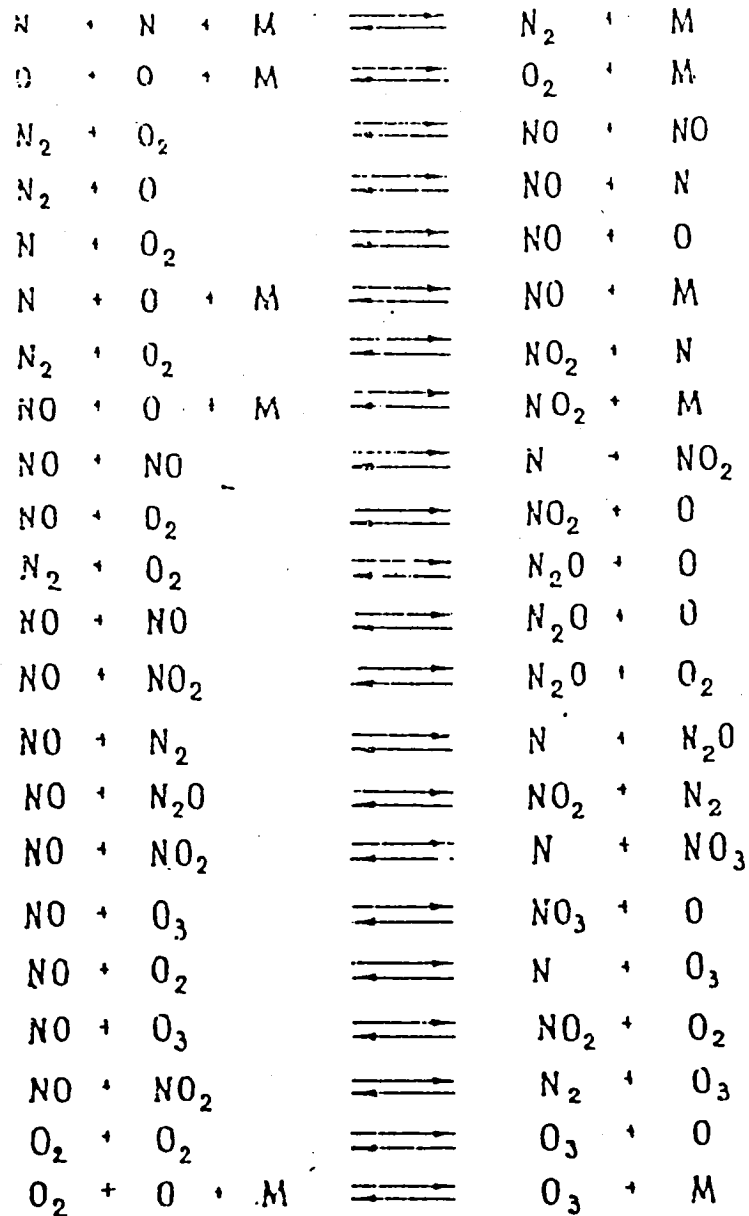 N + N + M ⇌ N₂ + M
O + O + M ⇌ O₂ + M
N₂ + O₂ ⇌ NO + NO
N₂ + O ⇌ NO + N
N + O₂ ⇌ NO + O
N + O + M ⇌ NO + M
N₂ + O₂ ⇌ NO₂ + N
NO + O + M ⇌ NO₂ + M
NO + NO ⇌ N + NO₂
NO + O₂ ⇌ NO₂ + O
N₂ + O₂ ⇌ N₂O + O
NO + NO ⇌ N₂O + O
NO + NO₂ ⇌ N₂O + O₂
NO + N₂ ⇌ N + N₂O
NO + N₂O ⇌ NO₂ + N₂
NO + NO₂ ⇌ N + NO₃
NO + O₃ ⇌ NO₃ + O
NO + O₂ ⇌ N + O₃
NO + O₃ ⇌ NO₂ + O₂
NO + NO₂ ⇌ N₂ + O₃
O₂ + O₂ ⇌ O₃ + O
O₂ + O + M ⇌ O₃ + M